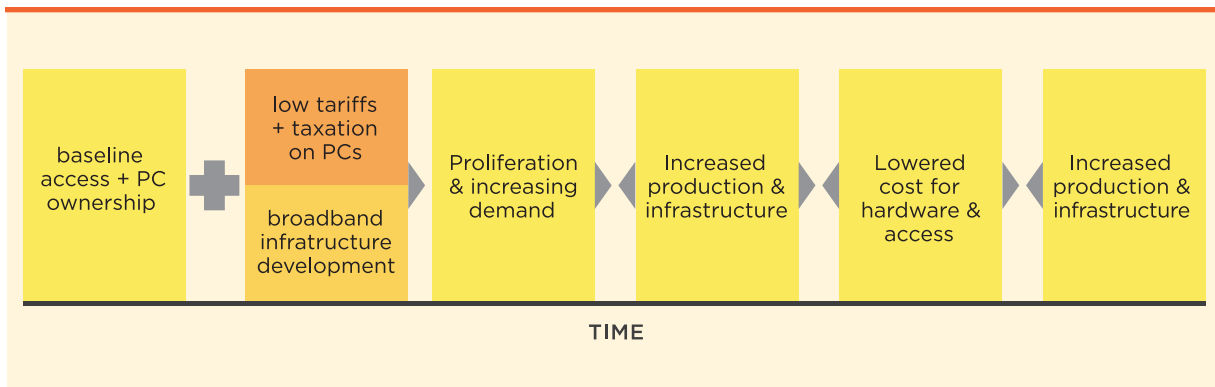 baseline
access + PC
ownership
low tariffs
+ taxation
on PCs
broadband
infratructure
development
Proliferation
& increasing
demand
Increased
production &
infrastructure
Lowered
cost for
hardware &
access
Increased
production &
infrastructure
TIME